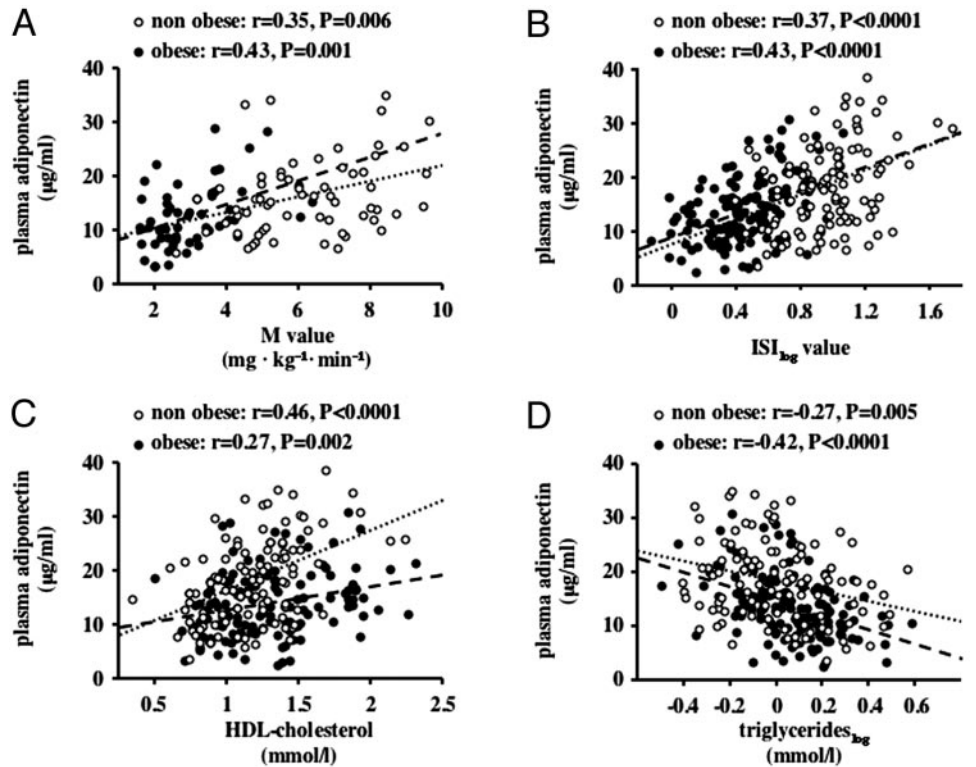 A
○ non obese: r=0.35, P=0.006
● obese: r=0.43, P=0.001
plasma adiponectin
(μg/ml)
40
30
20
10
0
2 4 6 8 10
M value
(mg · kg⁻¹· min⁻¹)
B
○ non obese: r=0.37, P<0.0001
● obese: r=0.43, P<0.0001
plasma adiponectin
(μg/ml)
40
30
20
10
0
0 0.4 0.8 1.2 1.6
ISIlog value
C
○ non obese: r=0.46, P<0.0001
● obese: r=0.27, P=0.002
plasma adiponectin
(μg/ml)
40
30
20
10
0
0.5 1 1.5 2 2.5
HDL-cholesterol
(mmol/l)
D
○ non obese: r=-0.27, P=0.005
● obese: r=-0.42, P<0.0001
plasma adiponectin
(μg/ml)
40
30
20
10
0
-0.4 -0.2 0 0.2 0.4 0.6
triglycerideslog
(mmol/l)